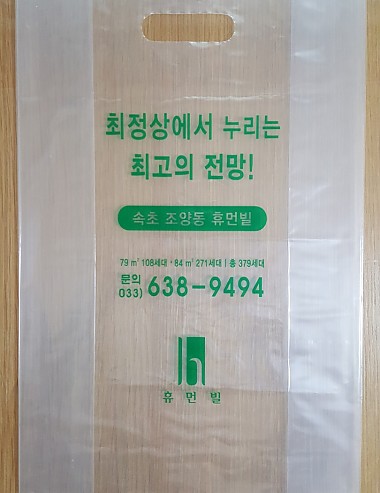 최정상에서 누리는
최고의 전망!
속초 조양동 휴먼빌
79㎡ 108세대 · 84㎡ 271세대 | 총 379세대
문의
033) 638-9494
휴먼빌